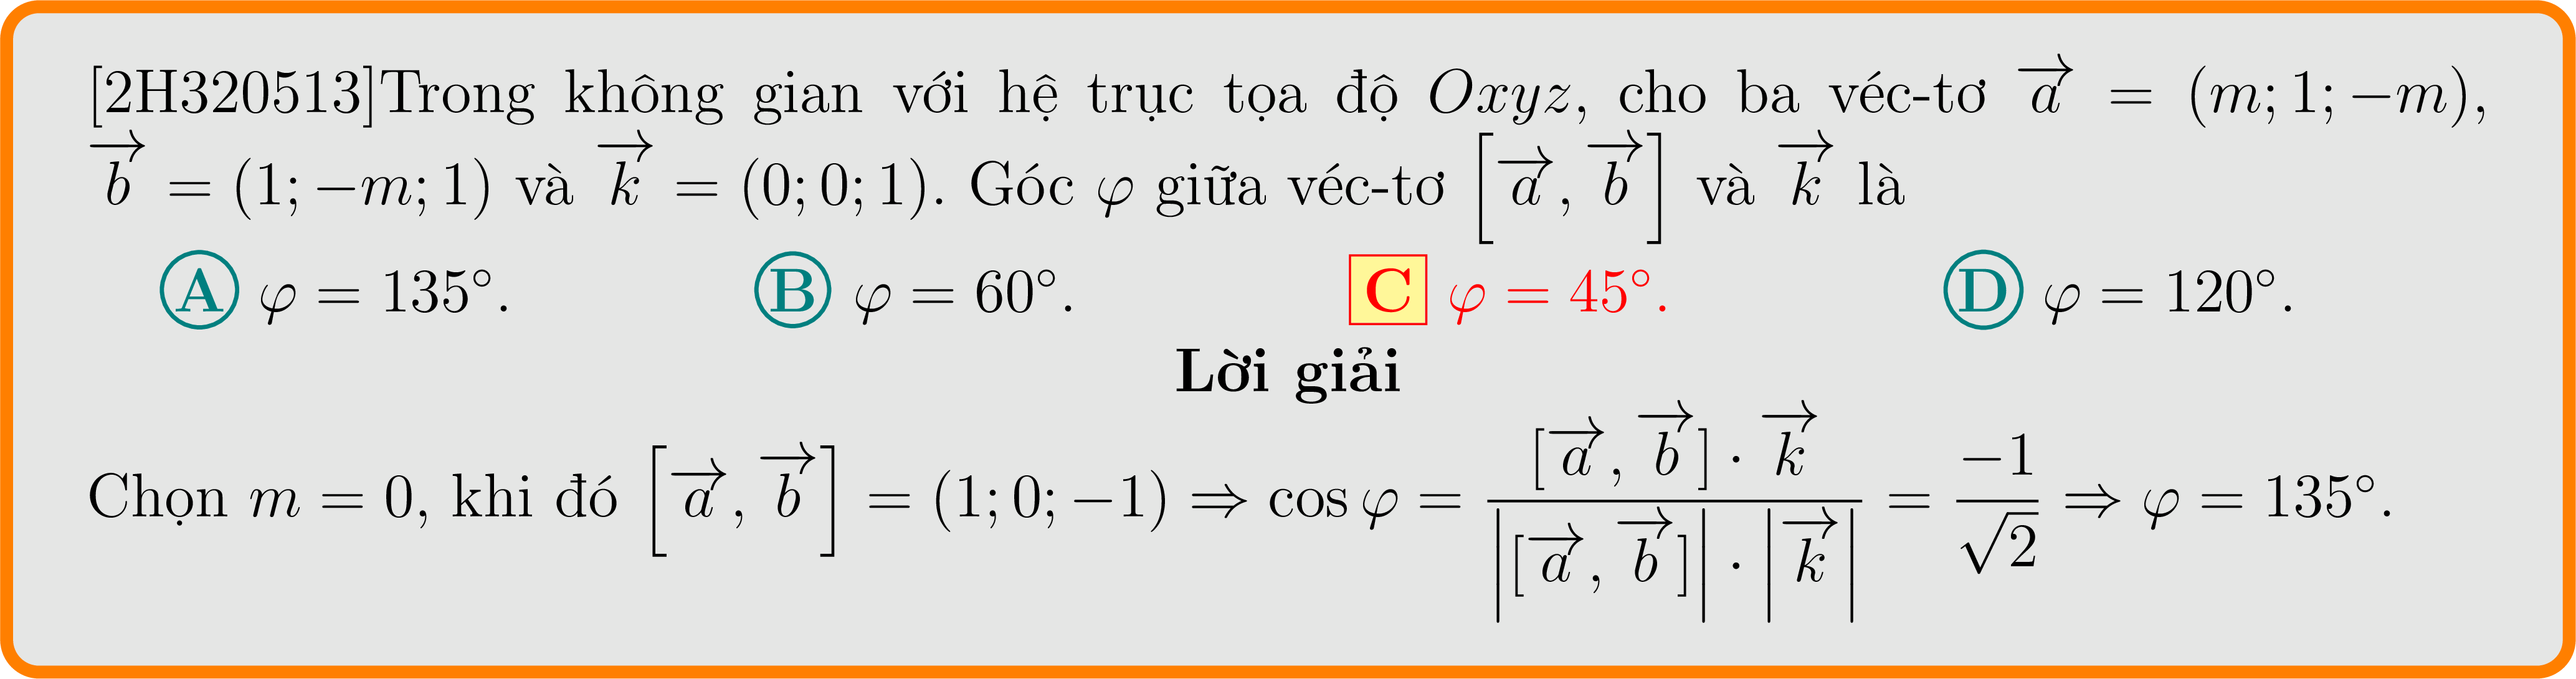 [2H320513]Trong không gian với hệ trục tọa độ $Oxyz$, cho ba véc-tơ $\overrightarrow{a} = (m; 1; -m)$,
$\overrightarrow{b} = (1; -m; 1)$ và $\overrightarrow{k} = (0; 0; 1)$. Góc $\varphi$ giữa véc-tơ $\left[\overrightarrow{a}, \overrightarrow{b}\right]$ và $\overrightarrow{k}$ là
A $\varphi = 135^\circ$. B $\varphi = 60^\circ$. C $\varphi = 45^\circ$. D $\varphi = 120^\circ$.
Lời giải
Chọn $m = 0$, khi đó $\left[\overrightarrow{a}, \overrightarrow{b}\right] = (1; 0; -1) \Rightarrow \cos\varphi = \frac{[\overrightarrow{a}, \overrightarrow{b}] \cdot \overrightarrow{k}}{\left|[\overrightarrow{a}, \overrightarrow{b}]\right| \cdot \left|\overrightarrow{k}\right|} = \frac{-1}{\sqrt{2}} \Rightarrow \varphi = 135^\circ$.